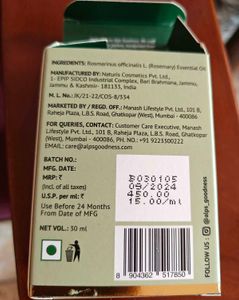 INGREDIENTS: Rosmarinus officinalis L. (Rosemary) Essential Oil
MANUFACTURED BY: Naturis Cosmetics Pvt. Ltd.,
I- EPIP SIDCO Industrial Complex, Bari Brahmana, Jammu,
Jammu & Kashmir, 181133, India
M. L. No.: JK/21-22/COS-8/334
MARKETED BY / REGD. OFF.: Manash Lifestyle Pvt. Ltd., 101 B,
Raheja Plaza, L.B.S. Road, Ghatkopar West, Mumbai - 400086
FOR QUERIES, CONTACT: Customer Care Executive, Manash
Lifestyle Pvt. Ltd., 101 B, Raheja Plaza, L.B.S. Road, Ghatkopar
West, Mumbai - 400086 / PH: +91 9223500222
EMAIL: care@alpsgoodness.com
BATCH NO.: B030105
MFG. DATE: 09/2024
MRP: ₹ 450.00
(Incl. of all taxes)
U.S.P per ml: ₹ 15.00/ml
Use Before 24 Months
From Date of MFG
NET VOL.: 30 ml
8 904362 517850
FOLLOW US @alps_goodness